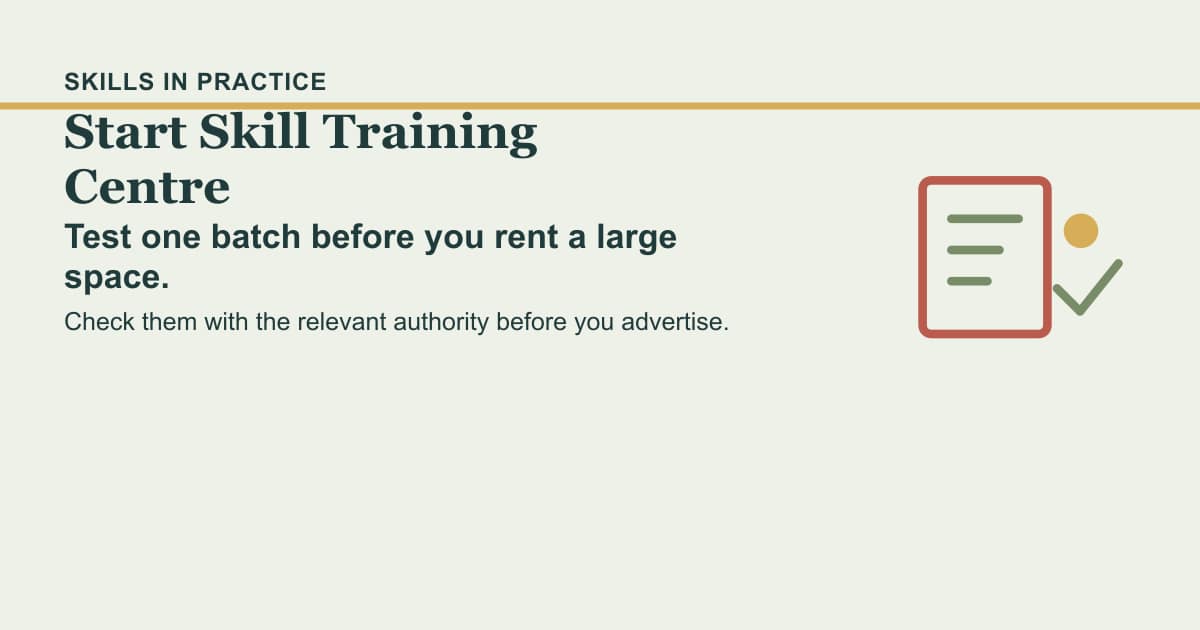 SKILLS IN PRACTICE
Start Skill Training
Centre
Test one batch before you rent a large
space.
Check them with the relevant authority before you advertise.